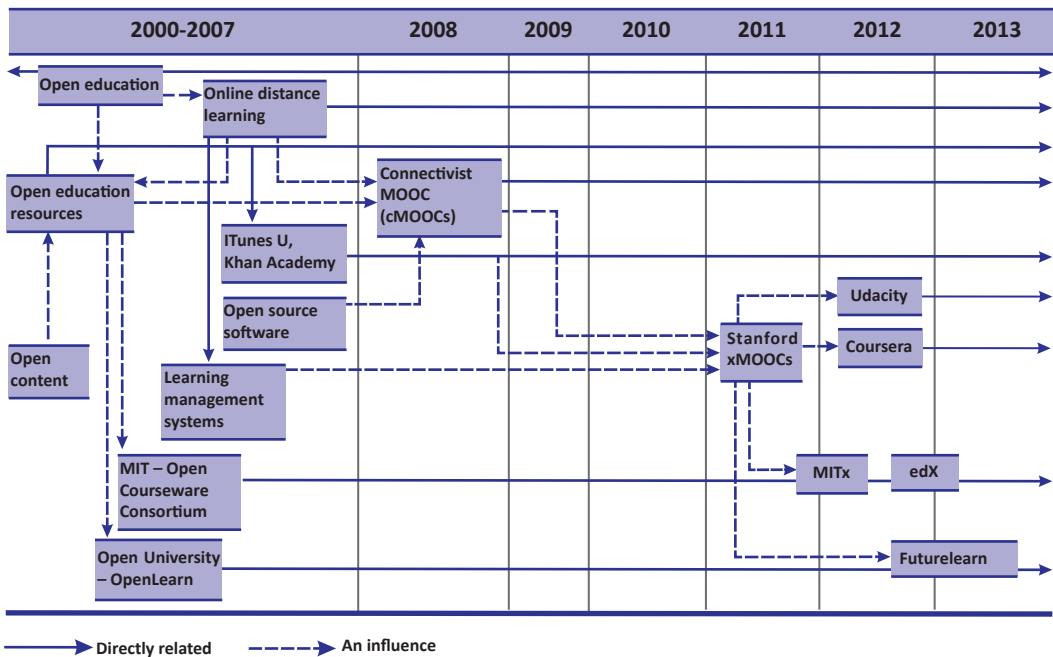 2000-2007
2008
2009
2010
2011
2012
2013
Open education
Online distance
learning
Open education
resources
Connectivist
MOOC
(cMOOCs)
ITunes U,
Khan Academy
Open source
software
Udacity
Stanford
xMOOCs
Coursera
Open
content
Learning
management
systems
MIT – Open
Courseware
Consortium
MITx
edX
Open University
– OpenLearn
Futurelearn
Directly related
An influence